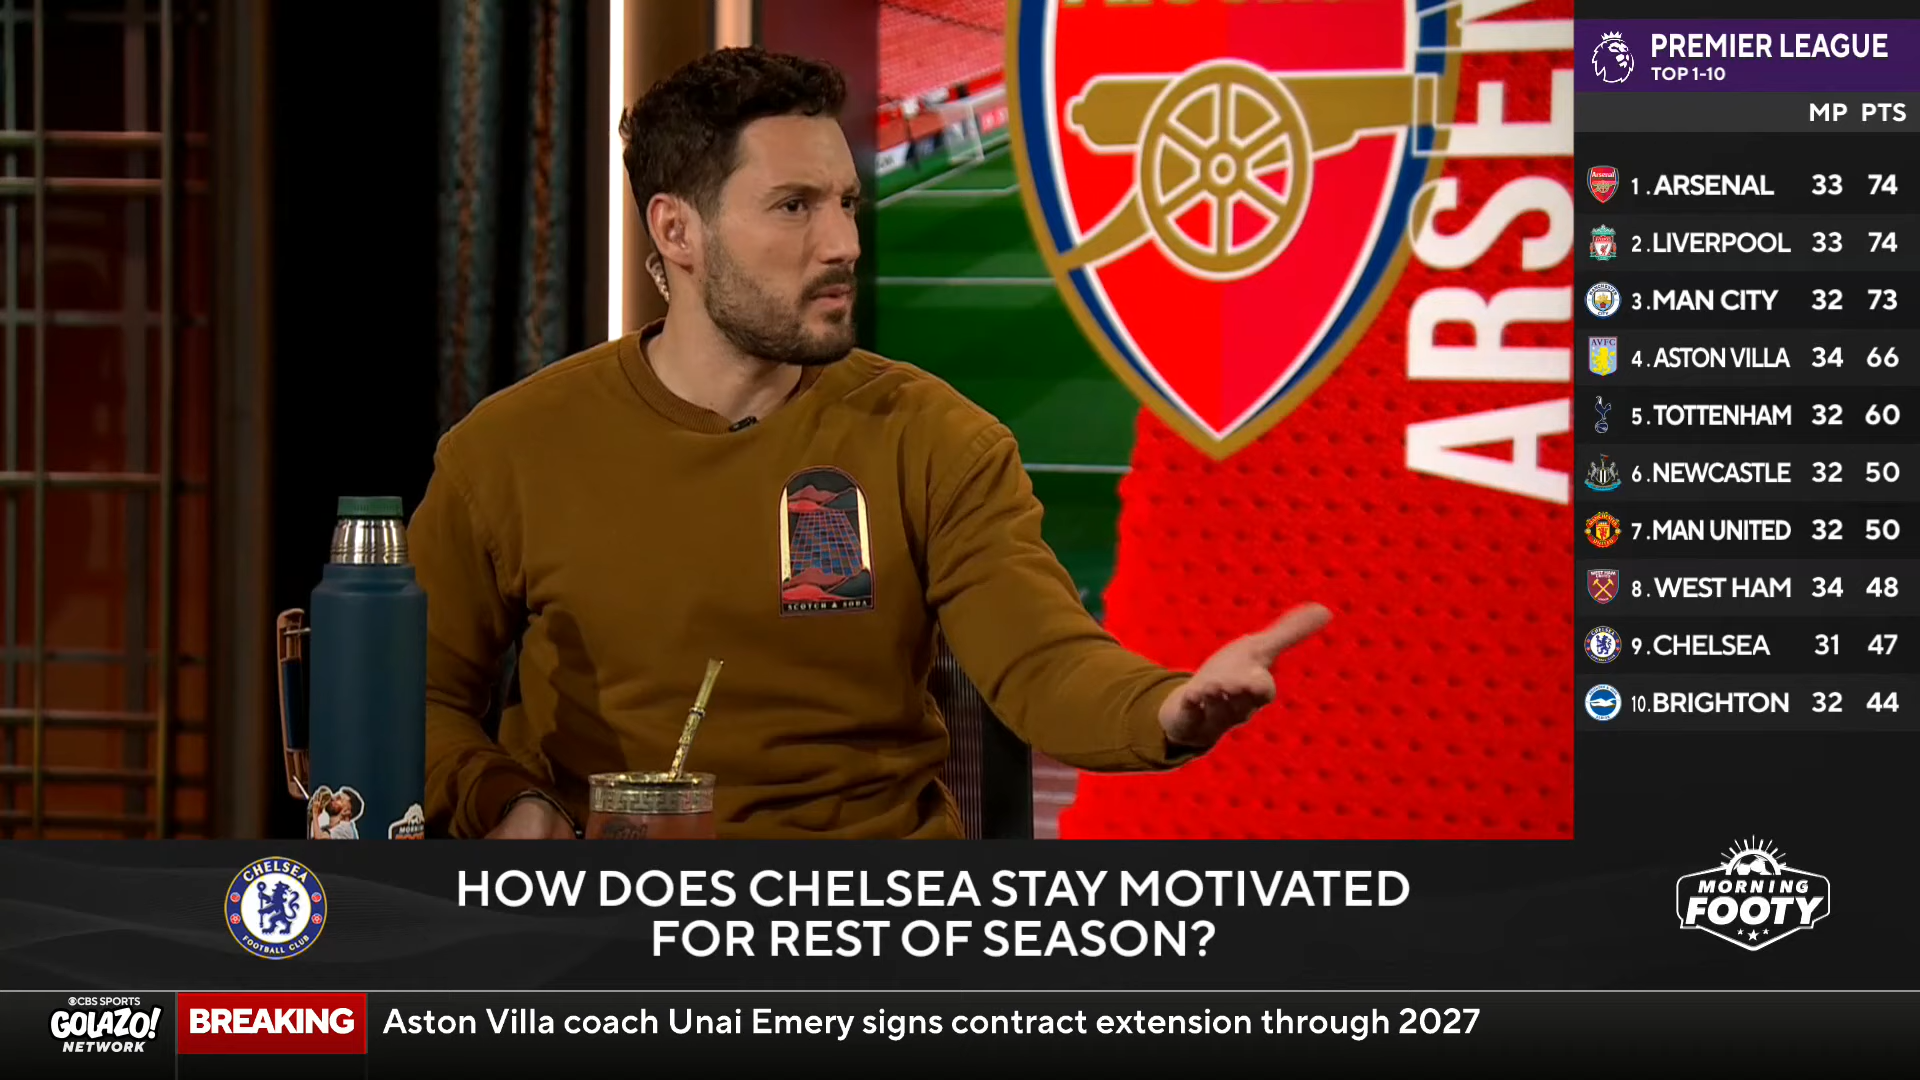 ARSEN
SCOTCH & SODA
PREMIER LEAGUE
TOP 1-10
MP PTS
1. ARSENAL 33 74
2. LIVERPOOL 33 74
3. MAN CITY 32 73
4. ASTON VILLA 34 66
5. TOTTENHAM 32 60
6. NEWCASTLE 32 50
7. MAN UNITED 32 50
8. WEST HAM 34 48
9. CHELSEA 31 47
10. BRIGHTON 32 44
CHELSEA
FOOTBALL CLUB
HOW DOES CHELSEA STAY MOTIVATED
FOR REST OF SEASON?
MORNING
FOOTY
CBS SPORTS
GOLAZO!
NETWORK
BREAKING
Aston Villa coach Unai Emery signs contract extension through 2027